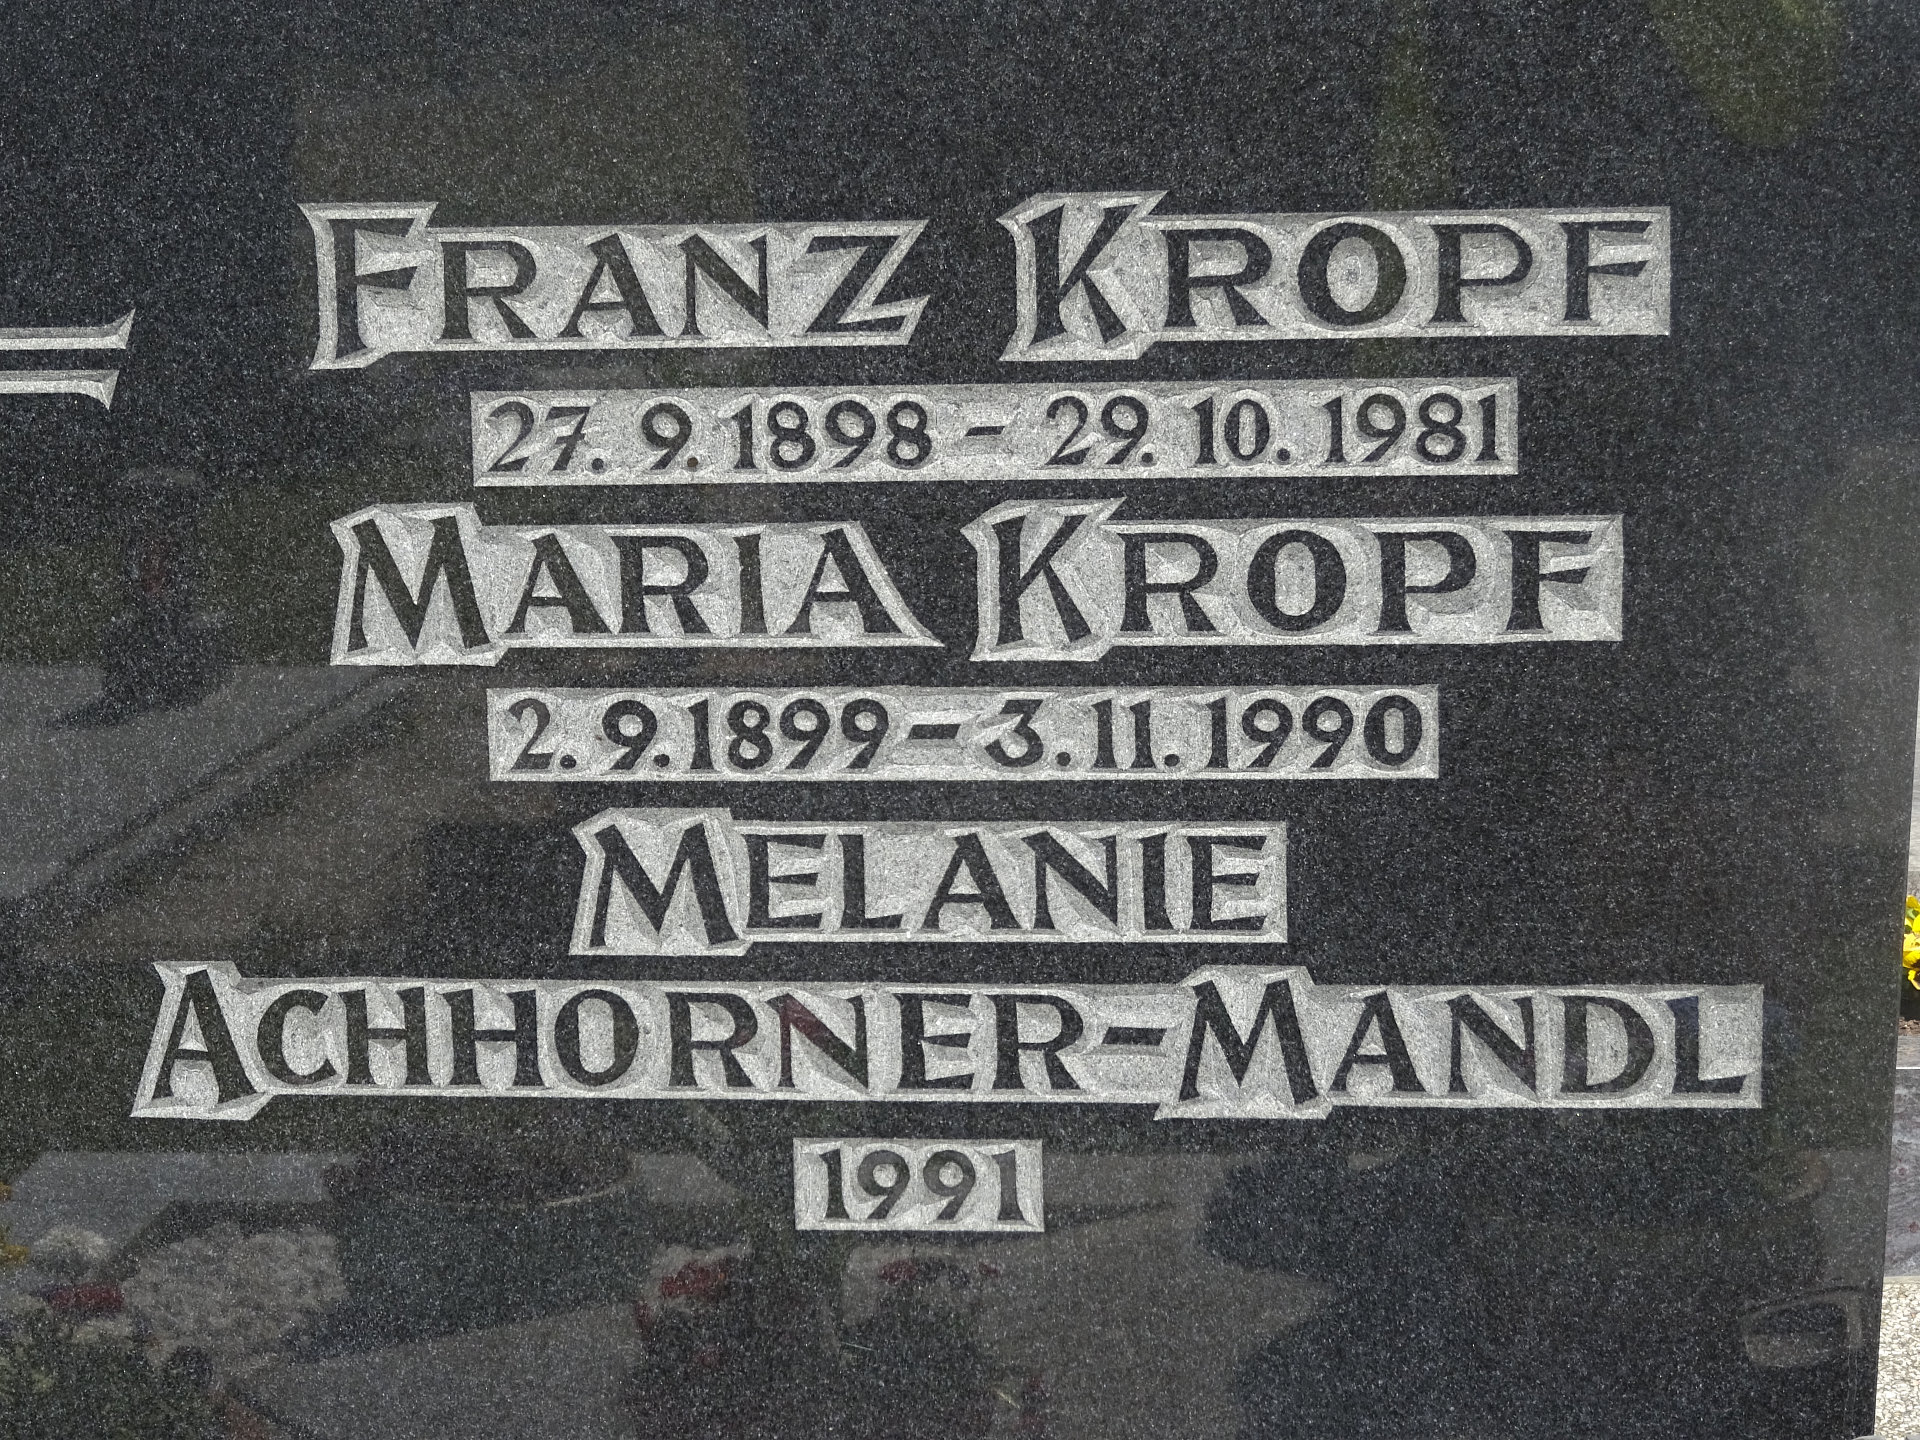 FRANZ KROPF
27. 9. 1898 - 29. 10. 1981
MARIA KROPF
2. 9. 1899 - 3. 11. 1990
MELANIE
ACHHORNER-MANDL
1991